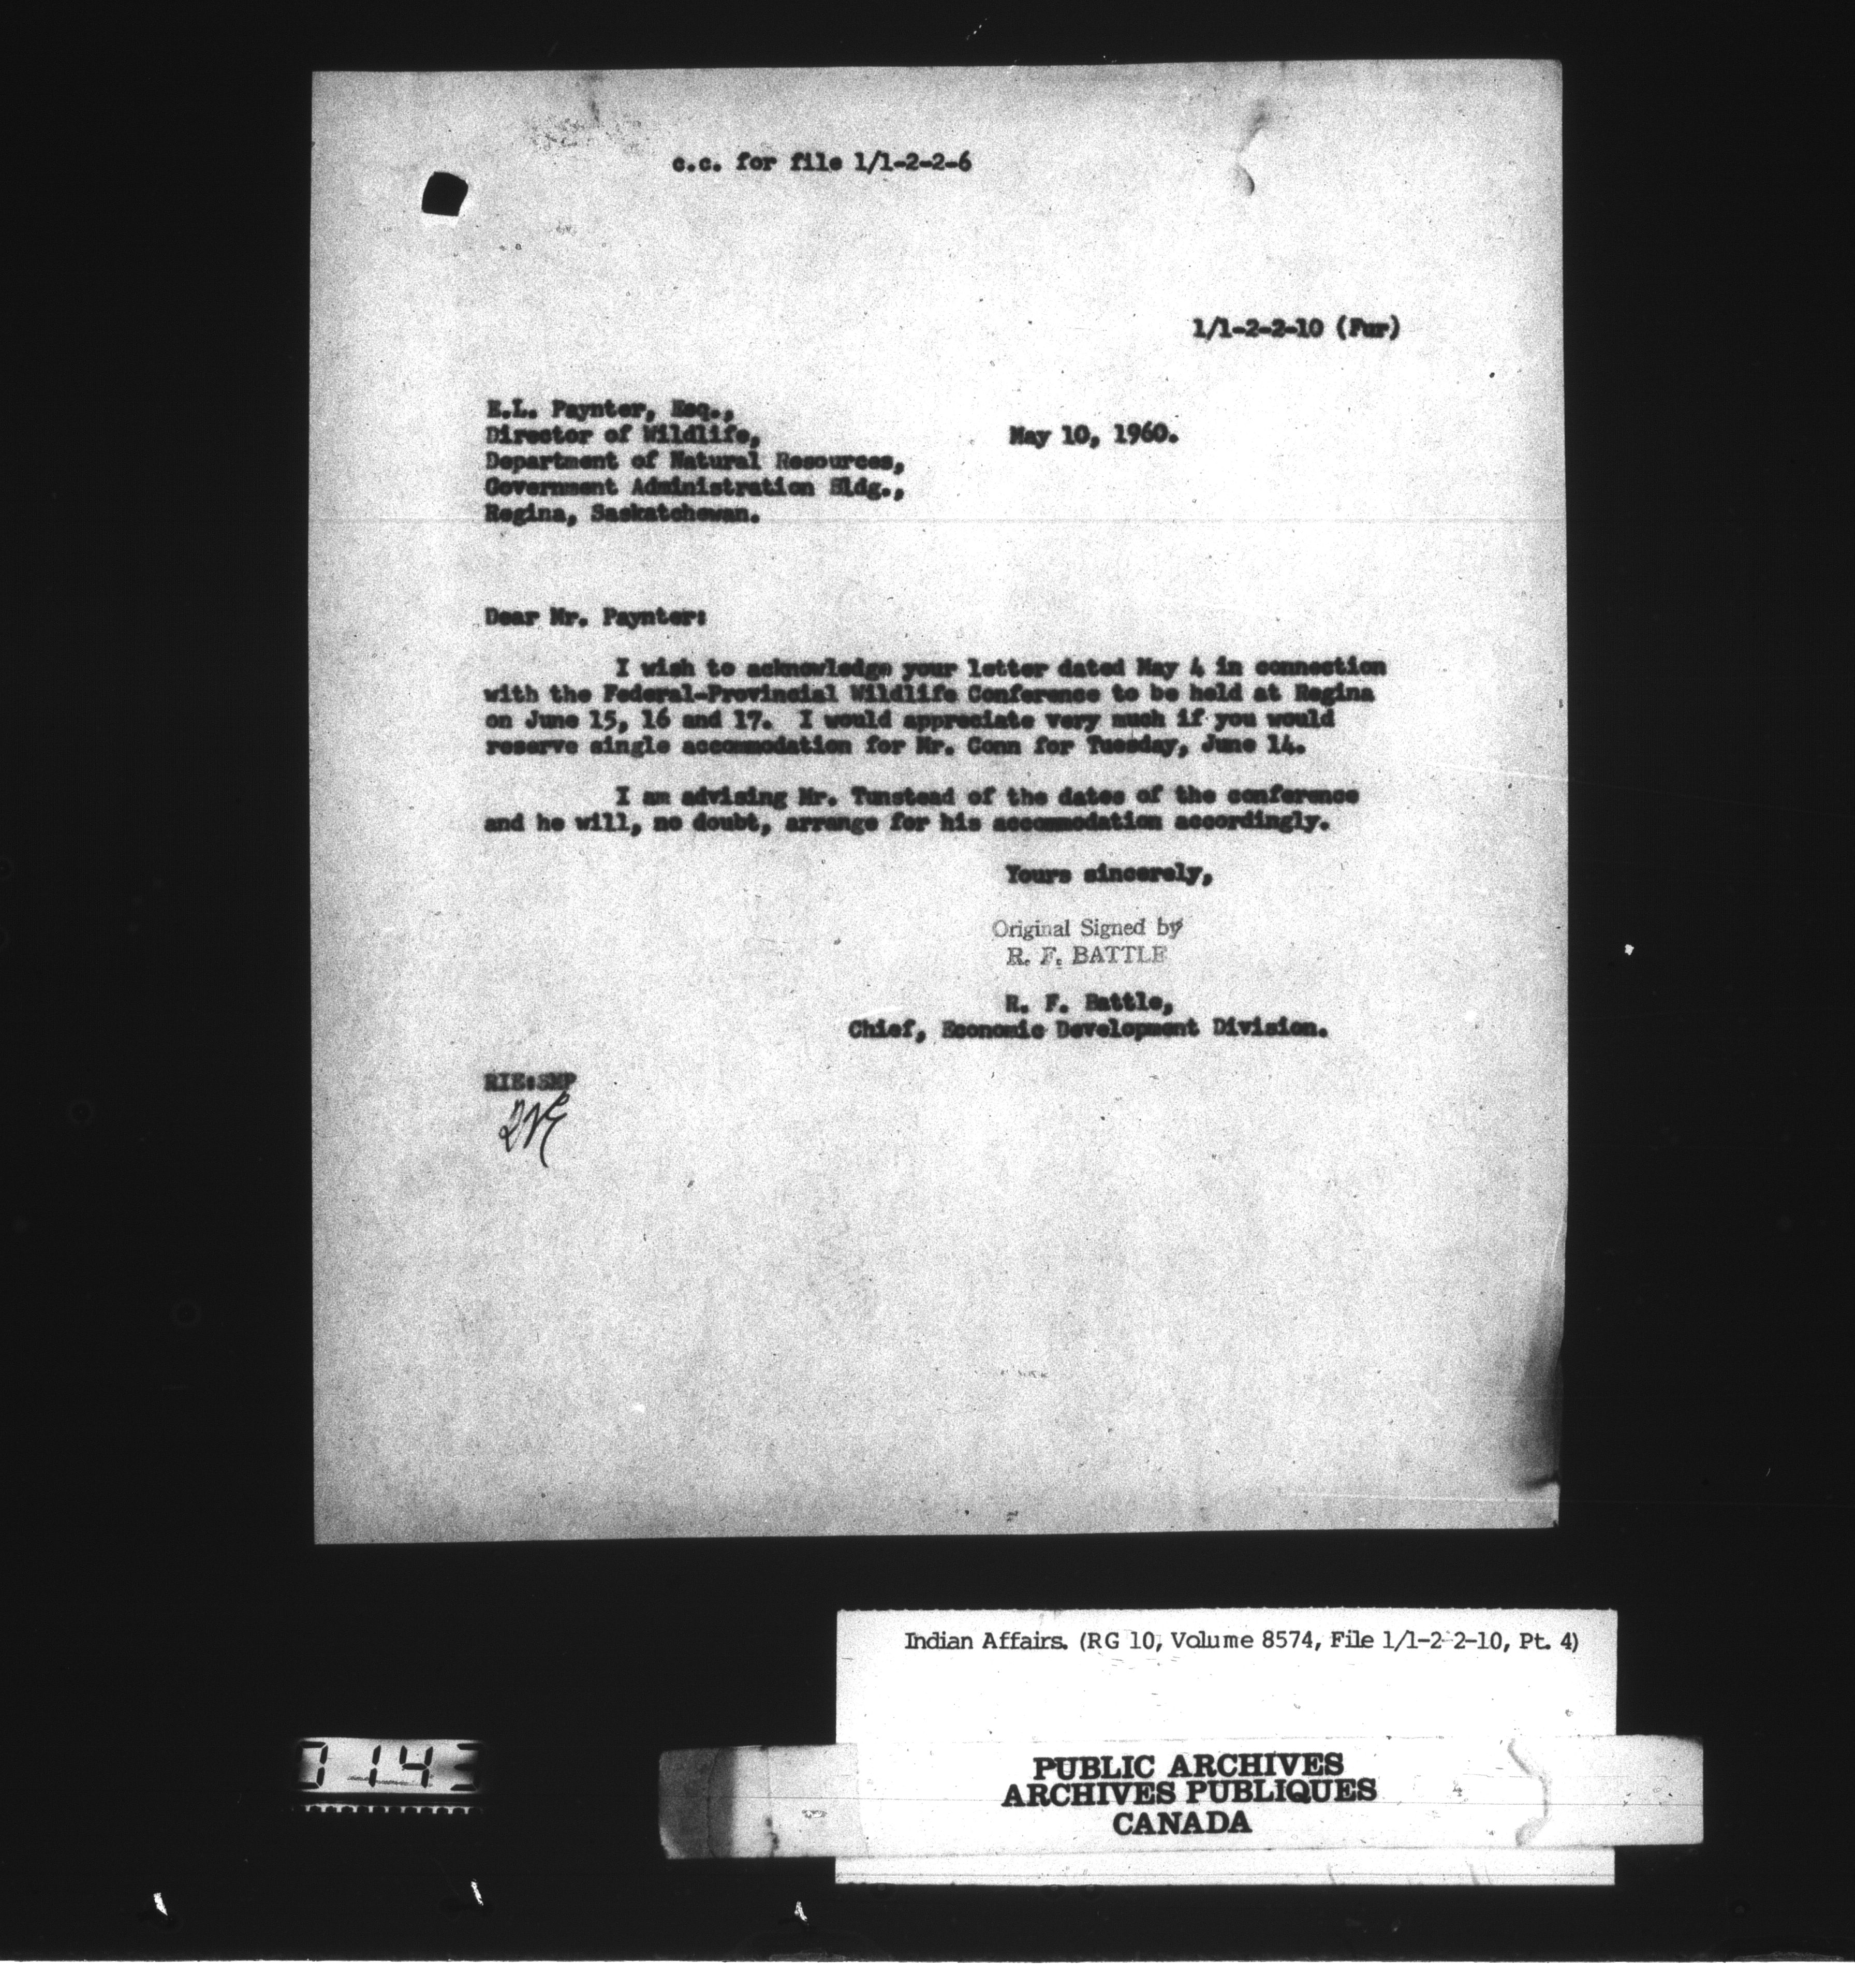 c.c. for file 1/1-2-2-6
1/1-2-2-10 (Fur)
E.L. Paynter, Esq.,
Director of Wildlife,
May 10, 1960.
Department of Natural Resources,
Government Administration Bldg.,
Regina, Saskatchewan.
Dear Mr. Paynter:
I wish to acknowledge your letter dated May 4 in connection
with the Federal-Provincial Wildlife Conference to be held at Regina
on June 15, 16 and 17. I would appreciate very much if you would
reserve single accommodation for Mr. Conn for Tuesday, June 14.
I am advising Mr. Tunstead of the dates of the conference
and he will, no doubt, arrange for his accommodation accordingly.
Yours sincerely,
Original Signed by
R. F. BATTLE
R. F. Battle,
Chief, Economic Development Division.
RIE:SMP
Indian Affairs. (RG 10, Volume 8574, File 1/1-2-2-10, Pt. 4)
PUBLIC ARCHIVES
ARCHIVES PUBLIQUES
CANADA